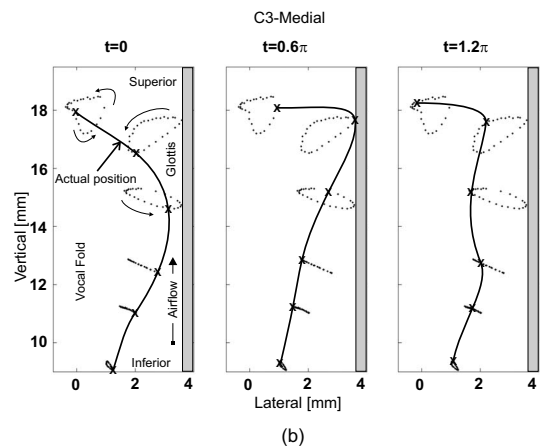 C3-Medial
t=0
t=0.6π
t=1.2π
Superior
18
16
14
12
10
Vertical [mm]
Actual position
Glottis
Vocal Fold
Airflow
Inferior
0 2 4
0 2 4
0 2 4
Lateral [mm]
(b)